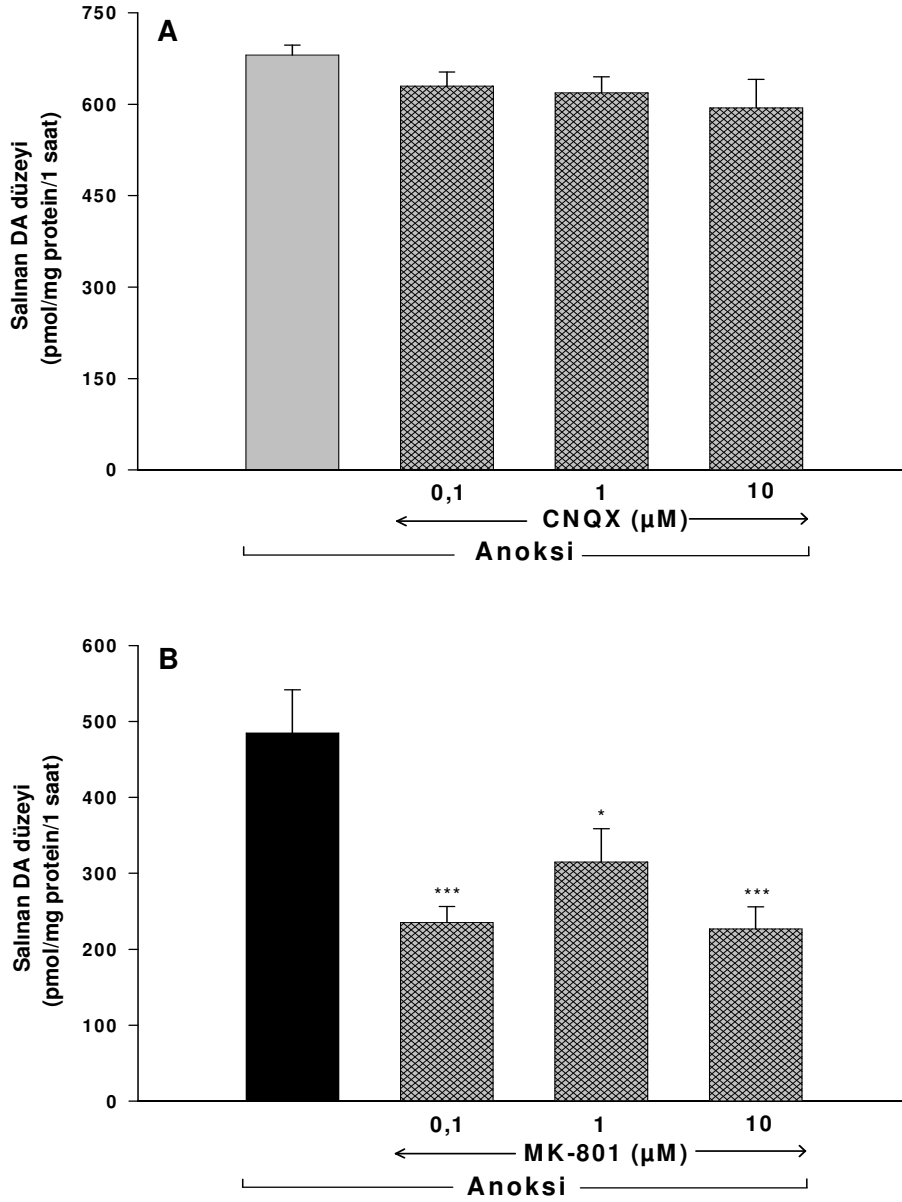 A
750
600
450
300
150
0
Salınan DA düzeyi
(pmol/mg protein/1 saat)
0,1 1 10
CNQX (µM)
Anoksi
B
600
500
400
300
200
100
0
Salınan DA düzeyi
(pmol/mg protein/1 saat)
*** * ***
0,1 1 10
MK-801 (µM)
Anoksi